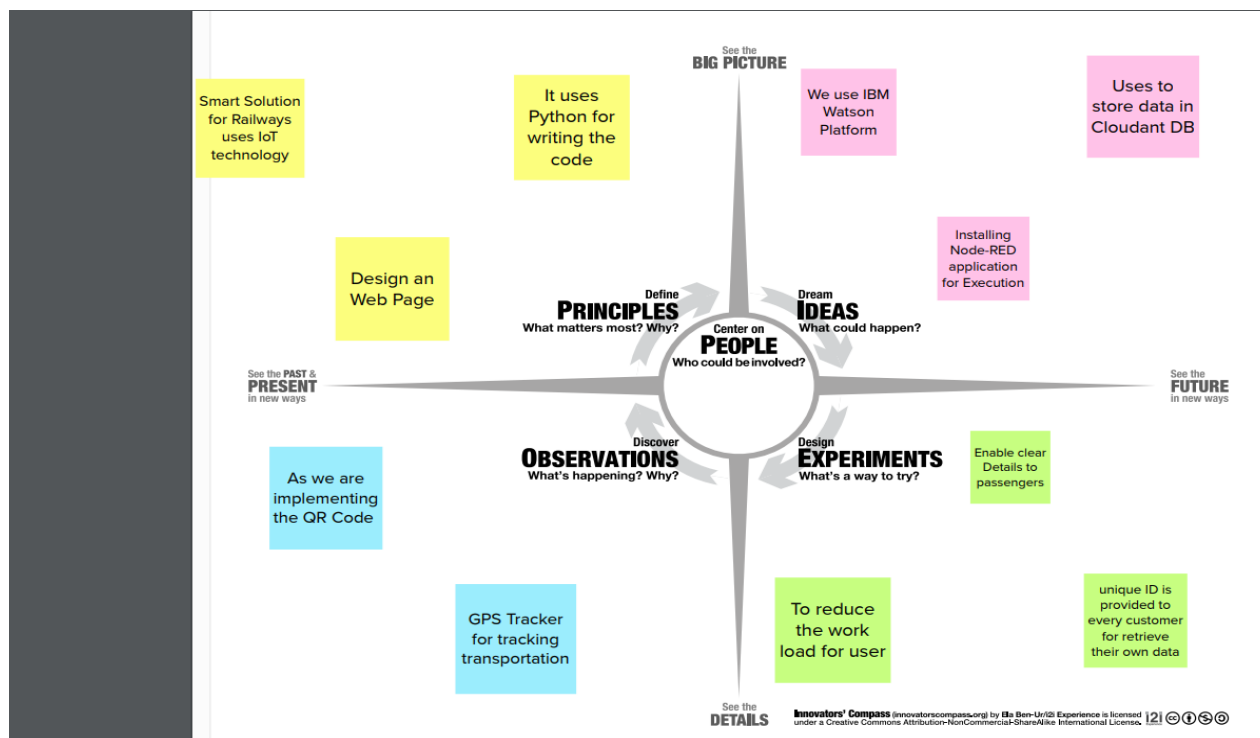 See the
BIG PICTURE
Smart Solution
for Railways
uses IoT
technology
It uses
Python for
writing the
code
We use IBM
Watson
Platform
Uses to
store data in
Cloudant DB
Design an
Web Page
Installing
Node-RED
application
for Execution
Define
PRINCIPLES
What matters most? Why?
Dream
IDEAS
What could happen?
Center on
PEOPLE
Who could be involved?
See the PAST &
PRESENT
in new ways
See the
FUTURE
in new ways
Discover
OBSERVATIONS
What's happening? Why?
Design
EXPERIMENTS
What's a way to try?
As we are
implementing
the QR Code
Enable clear
Details to
passengers
GPS Tracker
for tracking
transportation
To reduce
the work
load for user
unique ID is
provided to
every customer
for retrieve
their own data
See the
DETAILS
Innovators' Compass (innovatorscompass.org) by Ela Ben-Ur/i2i Experience is licensed
under a Creative Commons Attribution-NonCommercial-ShareAlike International License.
i2i